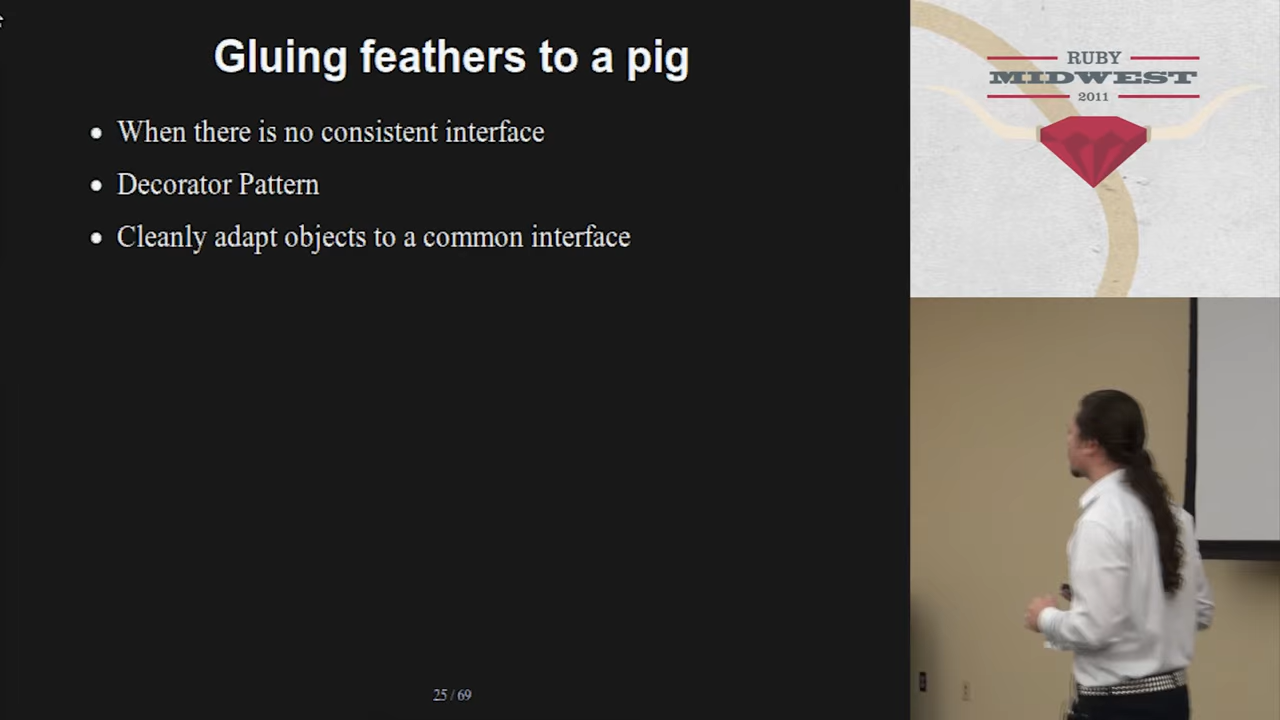 Gluing feathers to a pig
When there is no consistent interface
Decorator Pattern
Cleanly adapt objects to a common interface
25 / 69
RUBY
MIDWEST
2011